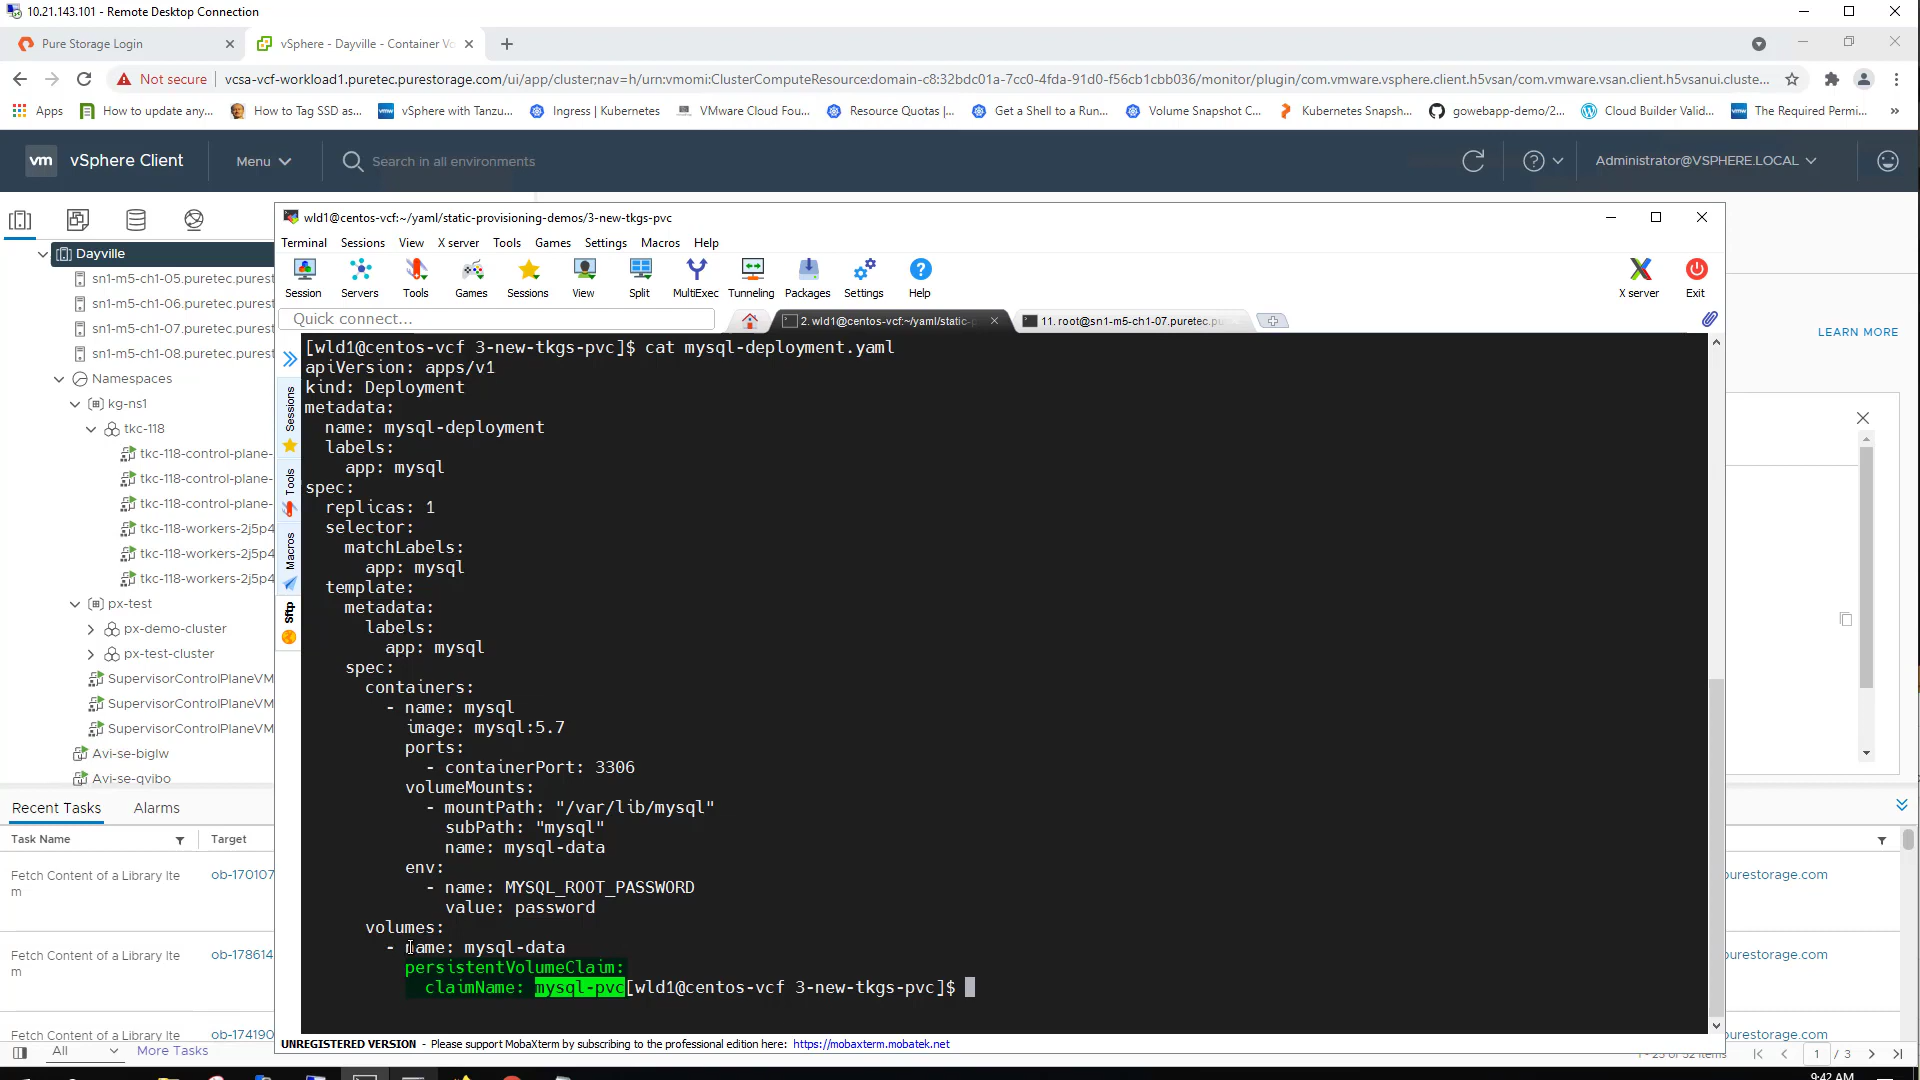 10.21.143.101 - Remote Desktop Connection
Pure Storage Login
vSphere - Dayville - Container Vo
Not secure
vcsa-vcf-workload1.puretec.purestorage.com/ui/app/cluster;nav=h/urn:vmomi:ClusterComputeResource:domain-c8:32bdc01a-7cc0-4fda-91d0-f56cb1cbb036/monitor/plugin/com.vmware.vsphere.client.h5vsan/com.vmware.vsan.client.h5vsanui.cluste...
Apps
How to update any...
How to Tag SSD as...
vSphere with Tanzu...
Ingress | Kubernetes
VMware Cloud Fou...
Resource Quotas |...
Get a Shell to a Run...
Volume Snapshot C...
Kubernetes Snapsh...
gowebapp-demo/2...
Cloud Builder Valid...
The Required Permi...
vm
vSphere Client
Menu
Search in all environments
Administrator@VSPHERE.LOCAL
Dayville
sn1-m5-ch1-05.puretec.purest
sn1-m5-ch1-06.puretec.purest
sn1-m5-ch1-07.puretec.purest
sn1-m5-ch1-08.puretec.purest
Namespaces
kg-ns1
tkc-118
tkc-118-control-plane-
tkc-118-control-plane-
tkc-118-control-plane-
tkc-118-workers-2j5p4
tkc-118-workers-2j5p4
tkc-118-workers-2j5p4
px-test
px-demo-cluster
px-test-cluster
SupervisorControlPlaneVM
SupervisorControlPlaneVM
SupervisorControlPlaneVM
Avi-se-biglw
Avi-se-qvibo
LEARN MORE
wld1@centos-vcf:~/yaml/static-provisioning-demos/3-new-tkgs-pvc
Terminal Sessions View X server Tools Games Settings Macros Help
Session Servers Tools Games Sessions View Split MultiExec Tunneling Packages Settings Help
X server Exit
Quick connect...
2. wld1@centos-vcf:~/yaml/static-p
11. root@sn1-m5-ch1-07.puretec.pu
Sessions
Tools
Macros
Sftp
[wld1@centos-vcf 3-new-tkgs-pvc]$ cat mysql-deployment.yaml
apiVersion: apps/v1
kind: Deployment
metadata:
name: mysql-deployment
labels:
app: mysql
spec:
replicas: 1
selector:
matchLabels:
app: mysql
template:
metadata:
labels:
app: mysql
spec:
containers:
- name: mysql
image: mysql:5.7
ports:
- containerPort: 3306
volumeMounts:
- mountPath: "/var/lib/mysql"
subPath: "mysql"
name: mysql-data
env:
- name: MYSQL_ROOT_PASSWORD
value: password
volumes:
- name: mysql-data
persistentVolumeClaim:
claimName: mysql-pvc[wld1@centos-vcf 3-new-tkgs-pvc]$
UNREGISTERED VERSION - Please support MobaXterm by subscribing to the professional edition here: https://mobaxterm.mobatek.net
Recent Tasks
Alarms
Task Name
Target
Fetch Content of a Library Ite
m
ob-170107
purestorage.com
Fetch Content of a Library Ite
m
ob-178614
purestorage.com
Fetch Content of a Library Ite
ob-174190
purestorage.com
All
More Tasks
1 / 3
9:42 AM